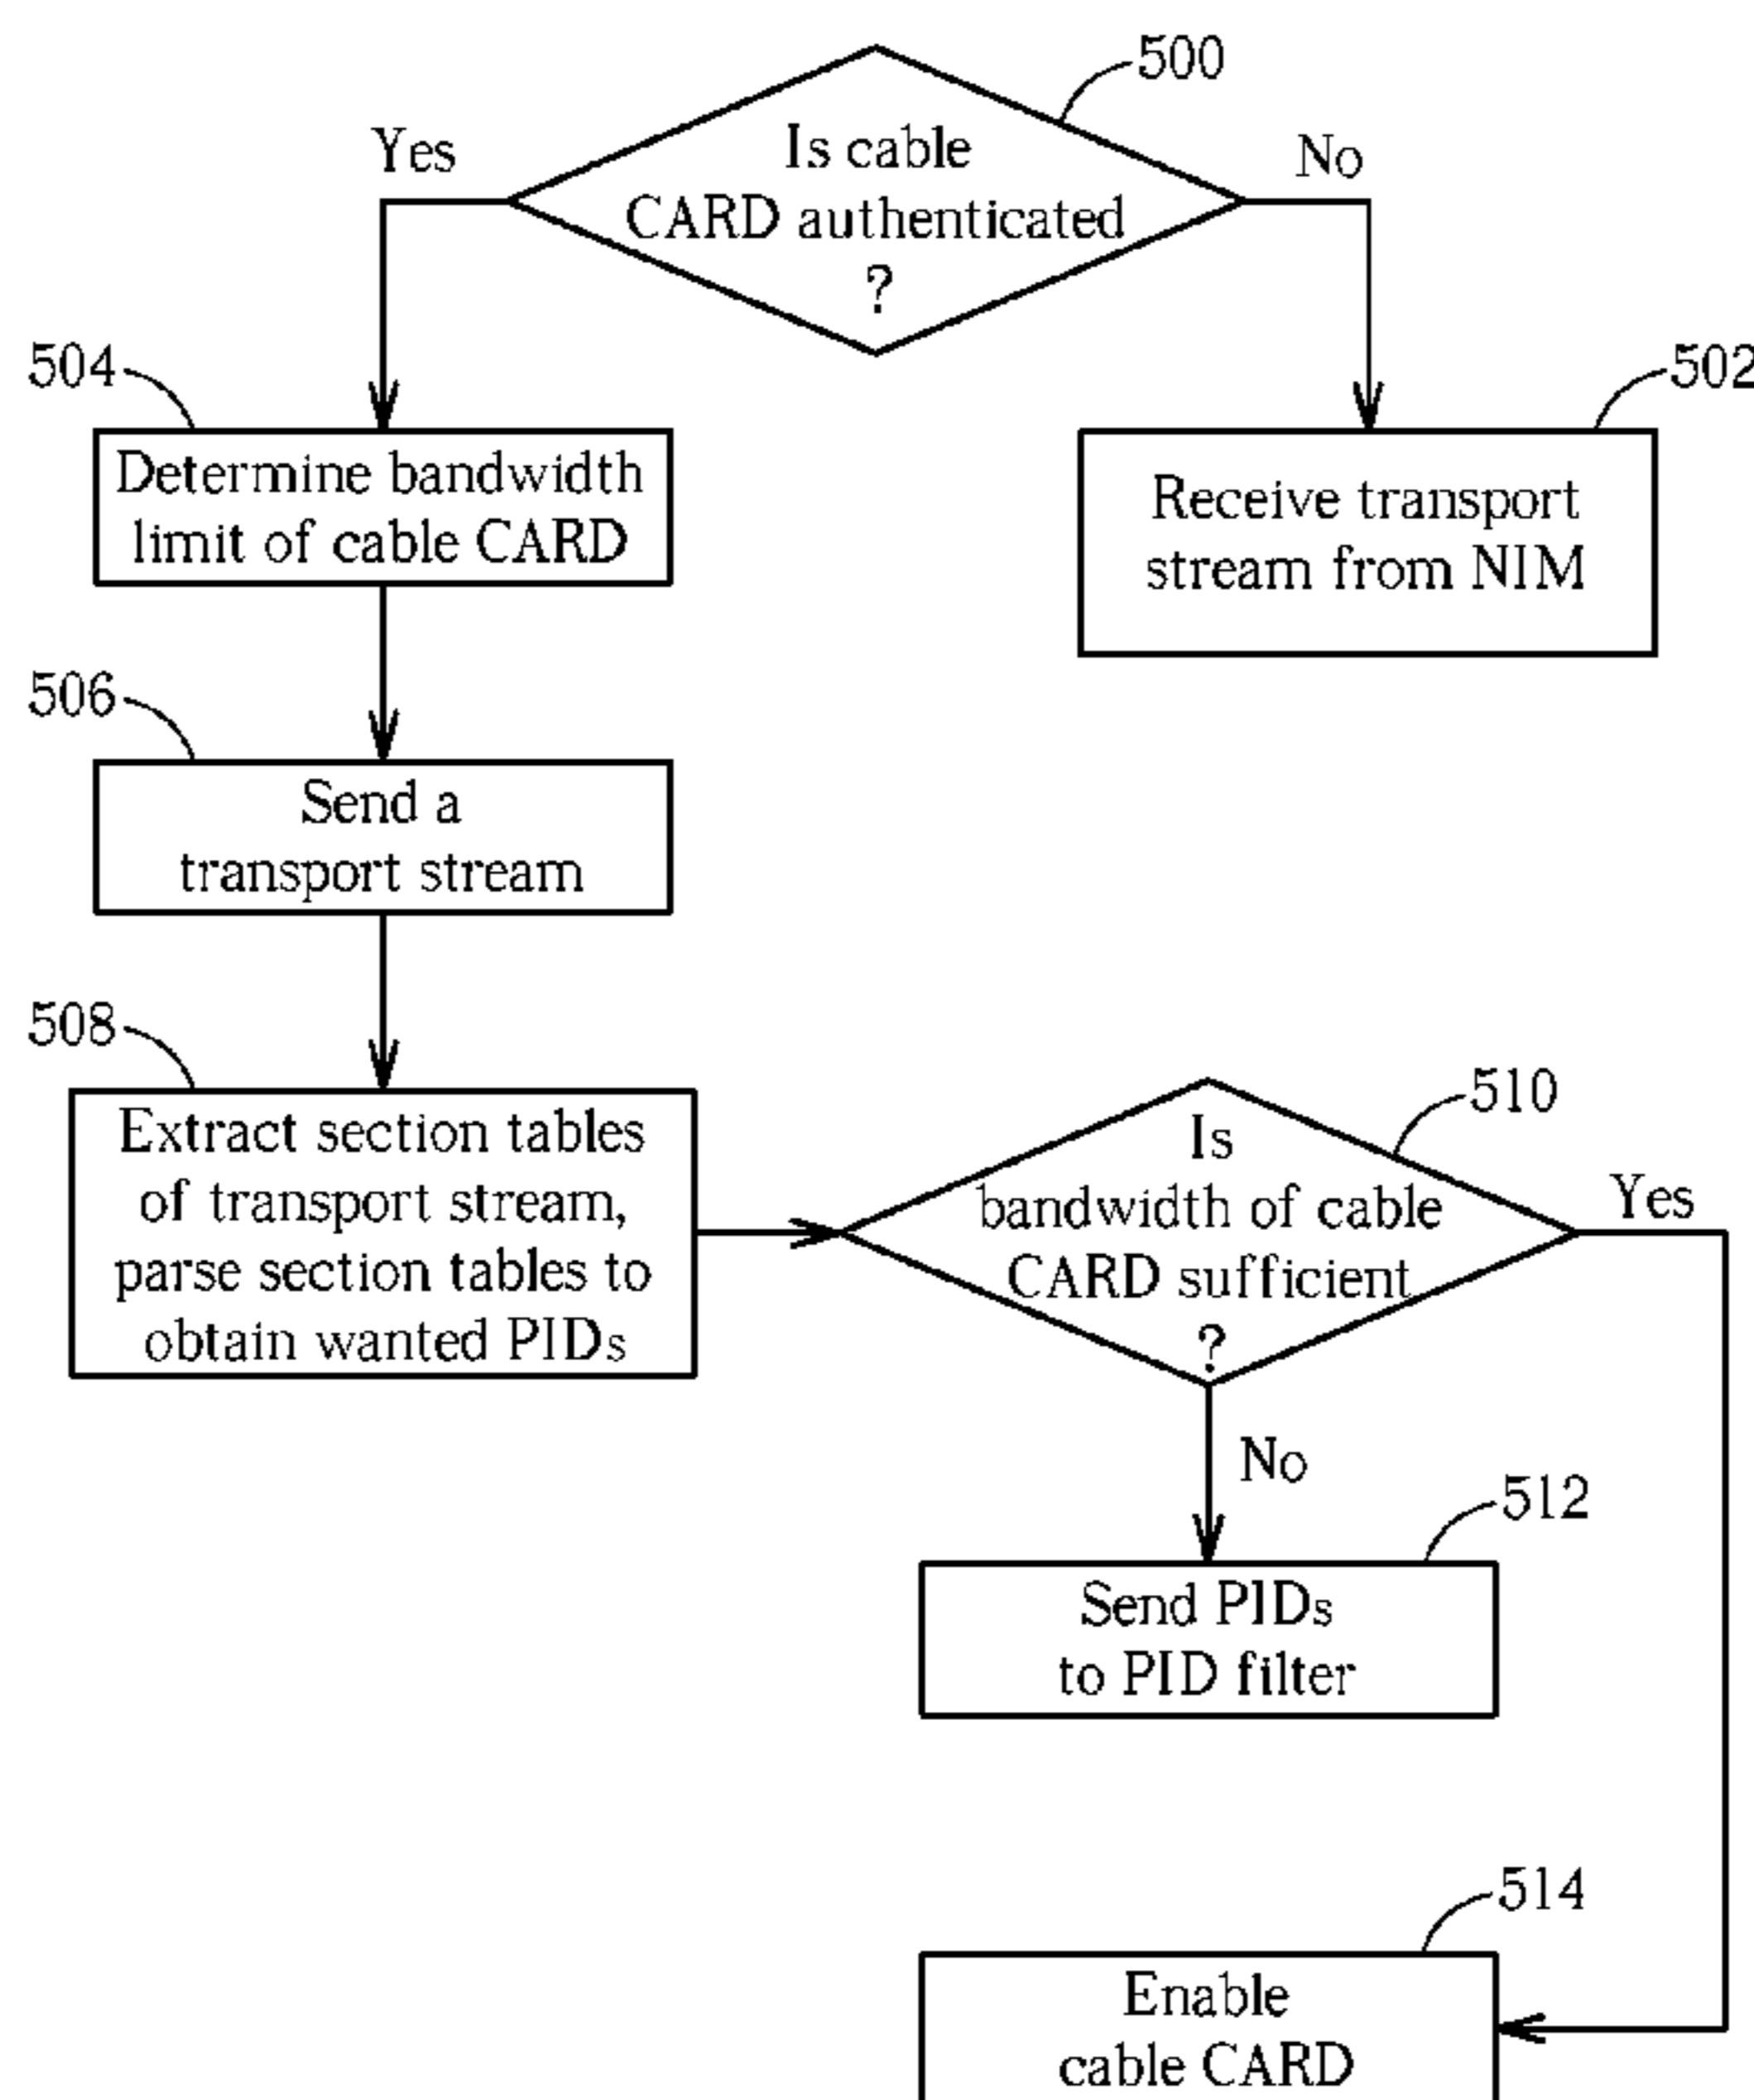 500
Yes
Is cable
CARD authenticated
?
No
504
502
Determine bandwidth
limit of cable CARD
Receive transport
stream from NIM
506
Send a
transport stream
508
Extract section tables
of transport stream,
parse section tables to
obtain wanted PIDs
510
Is
bandwidth of cable
CARD sufficient
?
Yes
No
512
Send PIDs
to PID filter
514
Enable
cable CARD